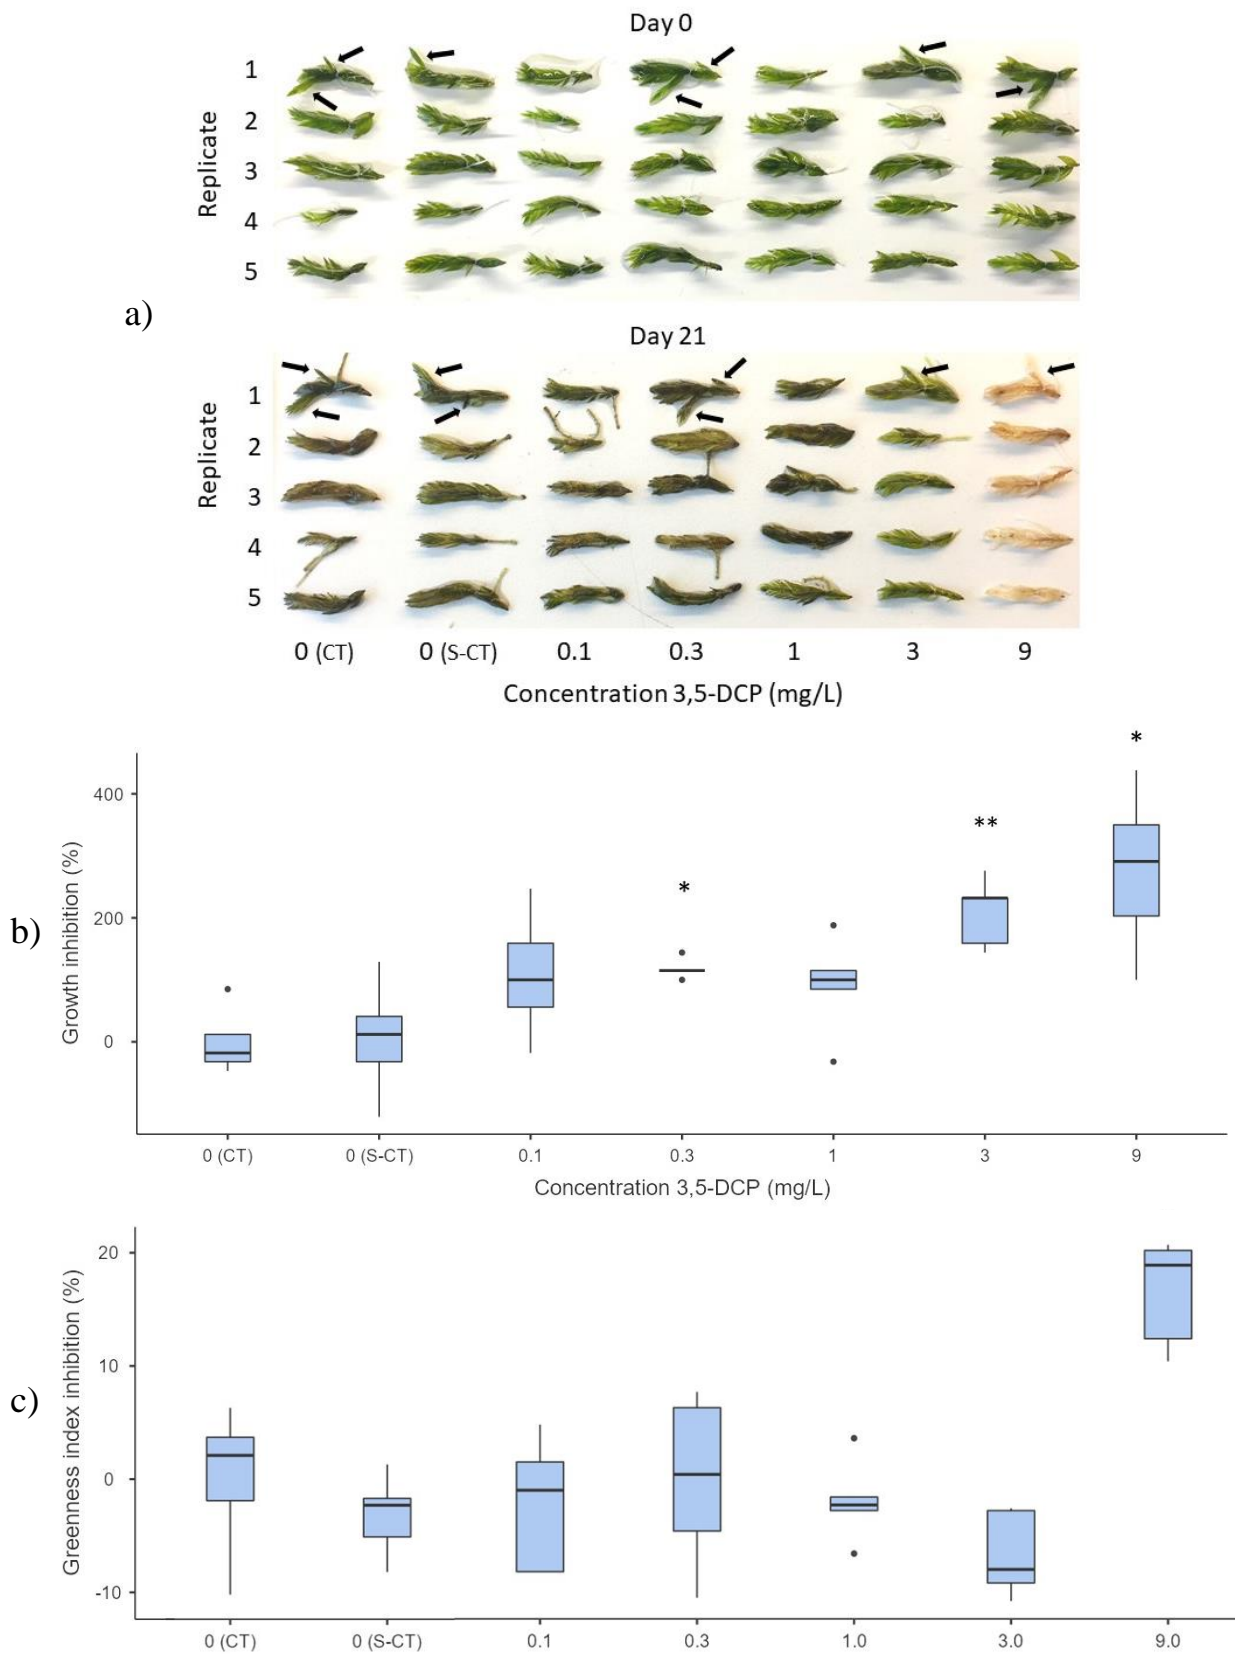 Day 0
1
2
3
4
5
Replicate
a)
Day 21
1
2
3
4
5
Replicate
0 (CT) 0 (S-CT) 0.1 0.3 1 3 9
Concentration 3,5-DCP (mg/L)
b)
Growth inhibition (%)
400
200
0
*
**
*
0 (CT) 0 (S-CT) 0.1 0.3 1 3 9
Concentration 3,5-DCP (mg/L)
c)
Greenness index inhibition (%)
20
10
0
-10
0 (CT) 0 (S-CT) 0.1 0.3 1.0 3.0 9.0